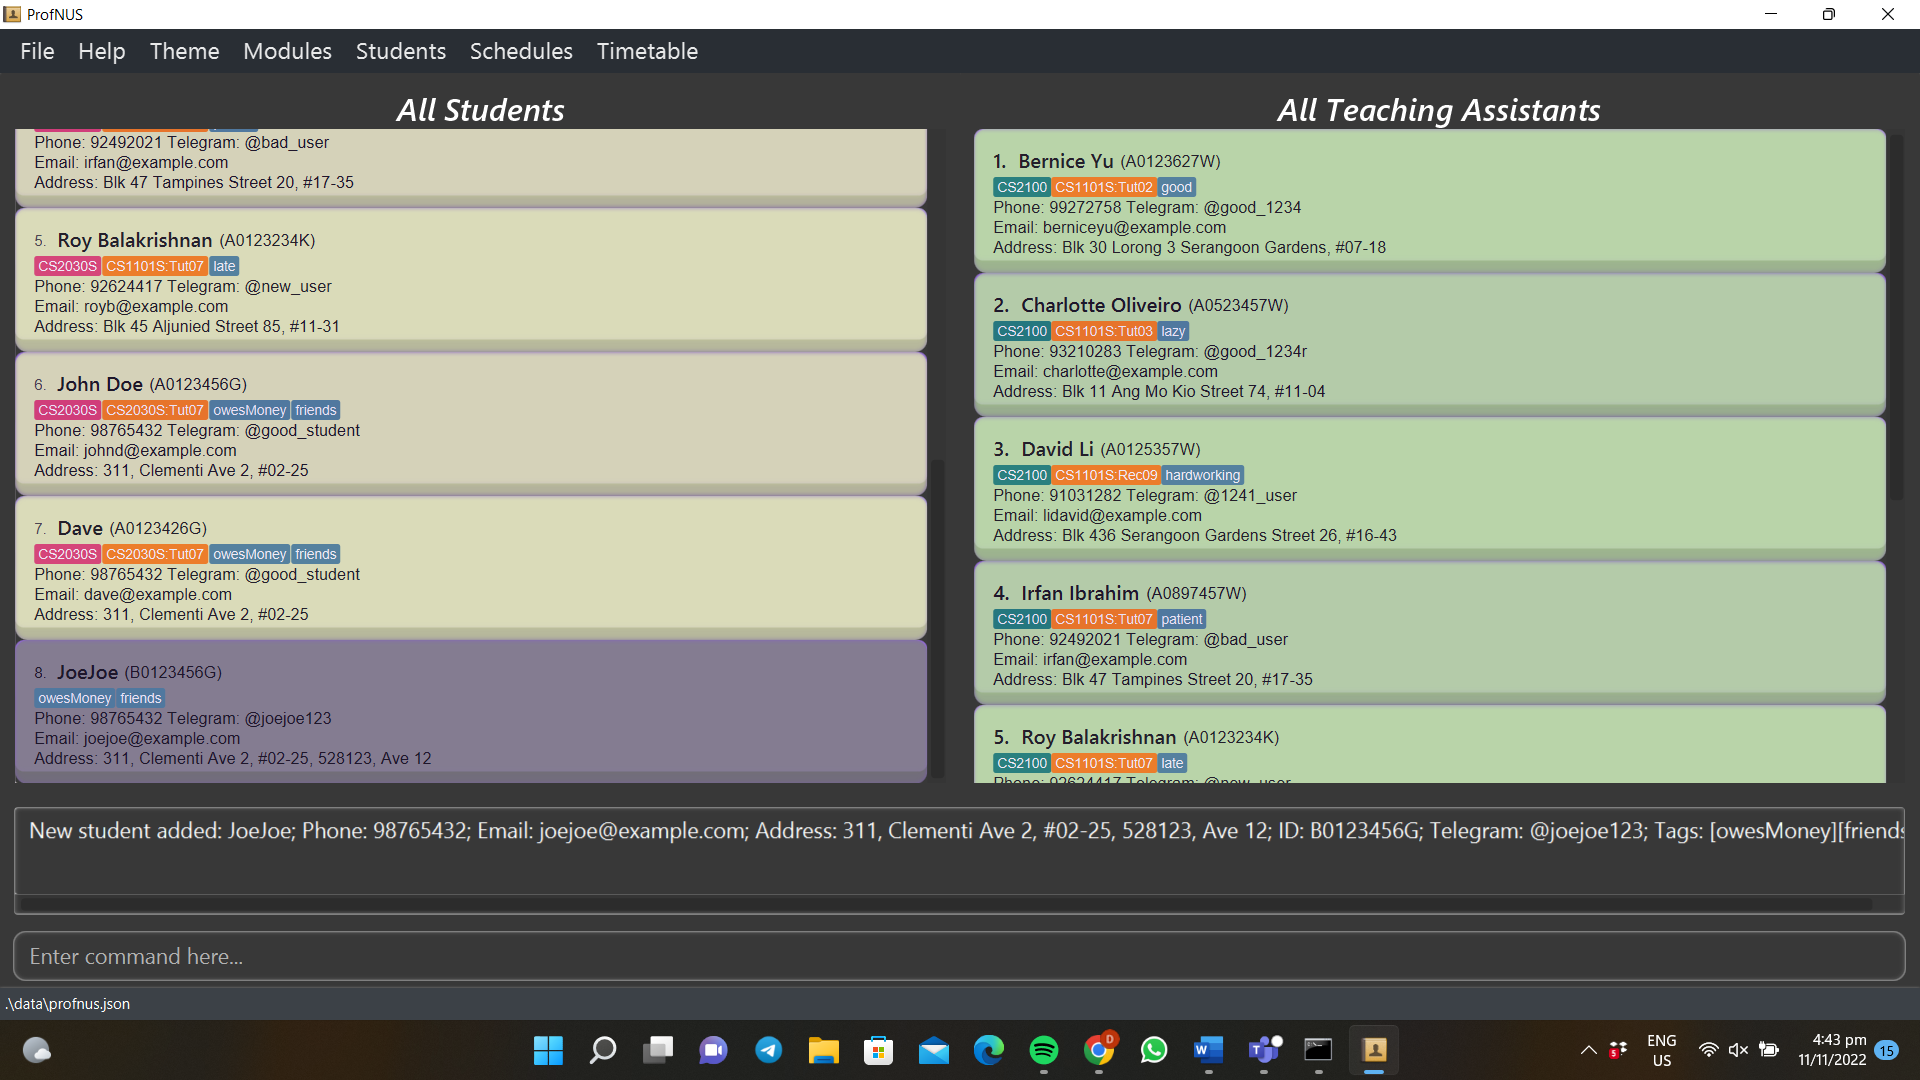 ProfNUS
File Help Theme Modules Students Schedules Timetable
All Students
Phone: 92492021 Telegram: @bad_user
Email: irfan@example.com
Address: Blk 47 Tampines Street 20, #17-35
5. Roy Balakrishnan (A0123234K)
CS2030S CS1101S:Tut07 late
Phone: 92624417 Telegram: @new_user
Email: royb@example.com
Address: Blk 45 Aljunied Street 85, #11-31
6. John Doe (A0123456G)
CS2030S CS2030S:Tut07 owesMoney friends
Phone: 98765432 Telegram: @good_student
Email: johnd@example.com
Address: 311, Clementi Ave 2, #02-25
7. Dave (A0123426G)
CS2030S CS2030S:Tut07 owesMoney friends
Phone: 98765432 Telegram: @good_student
Email: dave@example.com
Address: 311, Clementi Ave 2, #02-25
8. JoeJoe (B0123456G)
owesMoney friends
Phone: 98765432 Telegram: @joejoe123
Email: joejoe@example.com
Address: 311, Clementi Ave 2, #02-25, 528123, Ave 12
All Teaching Assistants
1. Bernice Yu (A0123627W)
CS2100 CS1101S:Tut02 good
Phone: 99272758 Telegram: @good_1234
Email: berniceyu@example.com
Address: Blk 30 Lorong 3 Serangoon Gardens, #07-18
2. Charlotte Oliveiro (A0523457W)
CS2100 CS1101S:Tut03 lazy
Phone: 93210283 Telegram: @good_1234r
Email: charlotte@example.com
Address: Blk 11 Ang Mo Kio Street 74, #11-04
3. David Li (A0125357W)
CS2100 CS1101S:Rec09 hardworking
Phone: 91031282 Telegram: @1241_user
Email: lidavid@example.com
Address: Blk 436 Serangoon Gardens Street 26, #16-43
4. Irfan Ibrahim (A0897457W)
CS2100 CS1101S:Tut07 patient
Phone: 92492021 Telegram: @bad_user
Email: irfan@example.com
Address: Blk 47 Tampines Street 20, #17-35
5. Roy Balakrishnan (A0123234K)
CS2100 CS1101S:Tut07 late
Phone: 92624417 Telegram: @new_user
New student added: JoeJoe; Phone: 98765432; Email: joejoe@example.com; Address: 311, Clementi Ave 2, #02-25, 528123, Ave 12; ID: B0123456G; Telegram: @joejoe123; Tags: [owesMoney][friends
Enter command here...
.\data\profnus.json
ENG
US
4:43 pm
11/11/2022
15